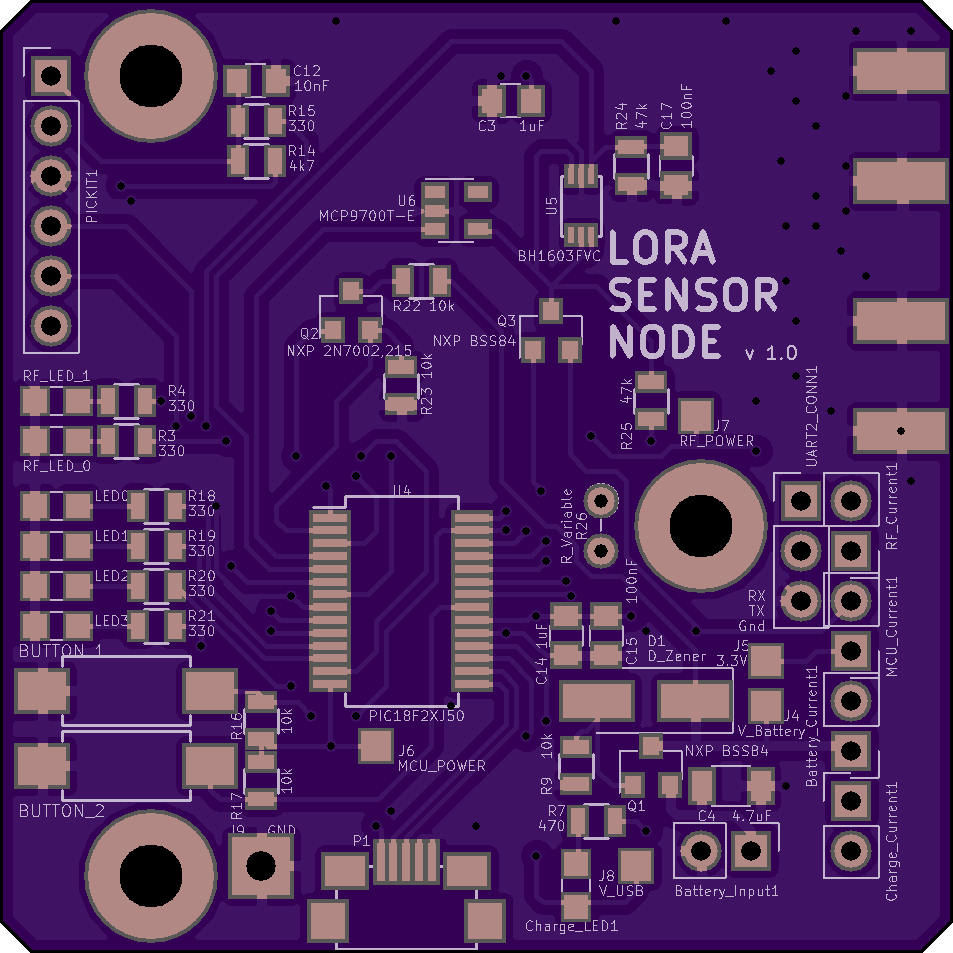 C12
10nF
R15
330
R14
4k7
C3 1uF
R24
47k
C17
100nF
PICKIT1
U6
MCP9700T-E
U5
BH1603FVC
LORA
SENSOR
NODE v 1.0
R22 10k
Q2
NXP 2N7002,215
Q3
NXP BSS84
R23 10k
47k
R25
J7
RF_POWER
UART2_CONN1
RF_LED_1
R4
330
R3
330
RF_LED_0
LED0
R18
330
LED1
R19
330
LED2
R20
330
LED3
R21
330
U4
PIC18F2XJ50
R_Variable
R26
RF_Current1
RX
TX
Gnd
MCU_Current1
100nF
C14 1uF
C15
D1
D_Zener
J5
3.3V
J4
V_Battery
Battery_Current1
BUTTON_1
BUTTON_2
R16
10k
R17
10k
J6
MCU_POWER
10k
R9
NXP BSS84
Q1
C4 4.7uF
R7
470
J9 GND
P1
J8
V_USB
Battery_Input1
Charge_Current1
Charge_LED1